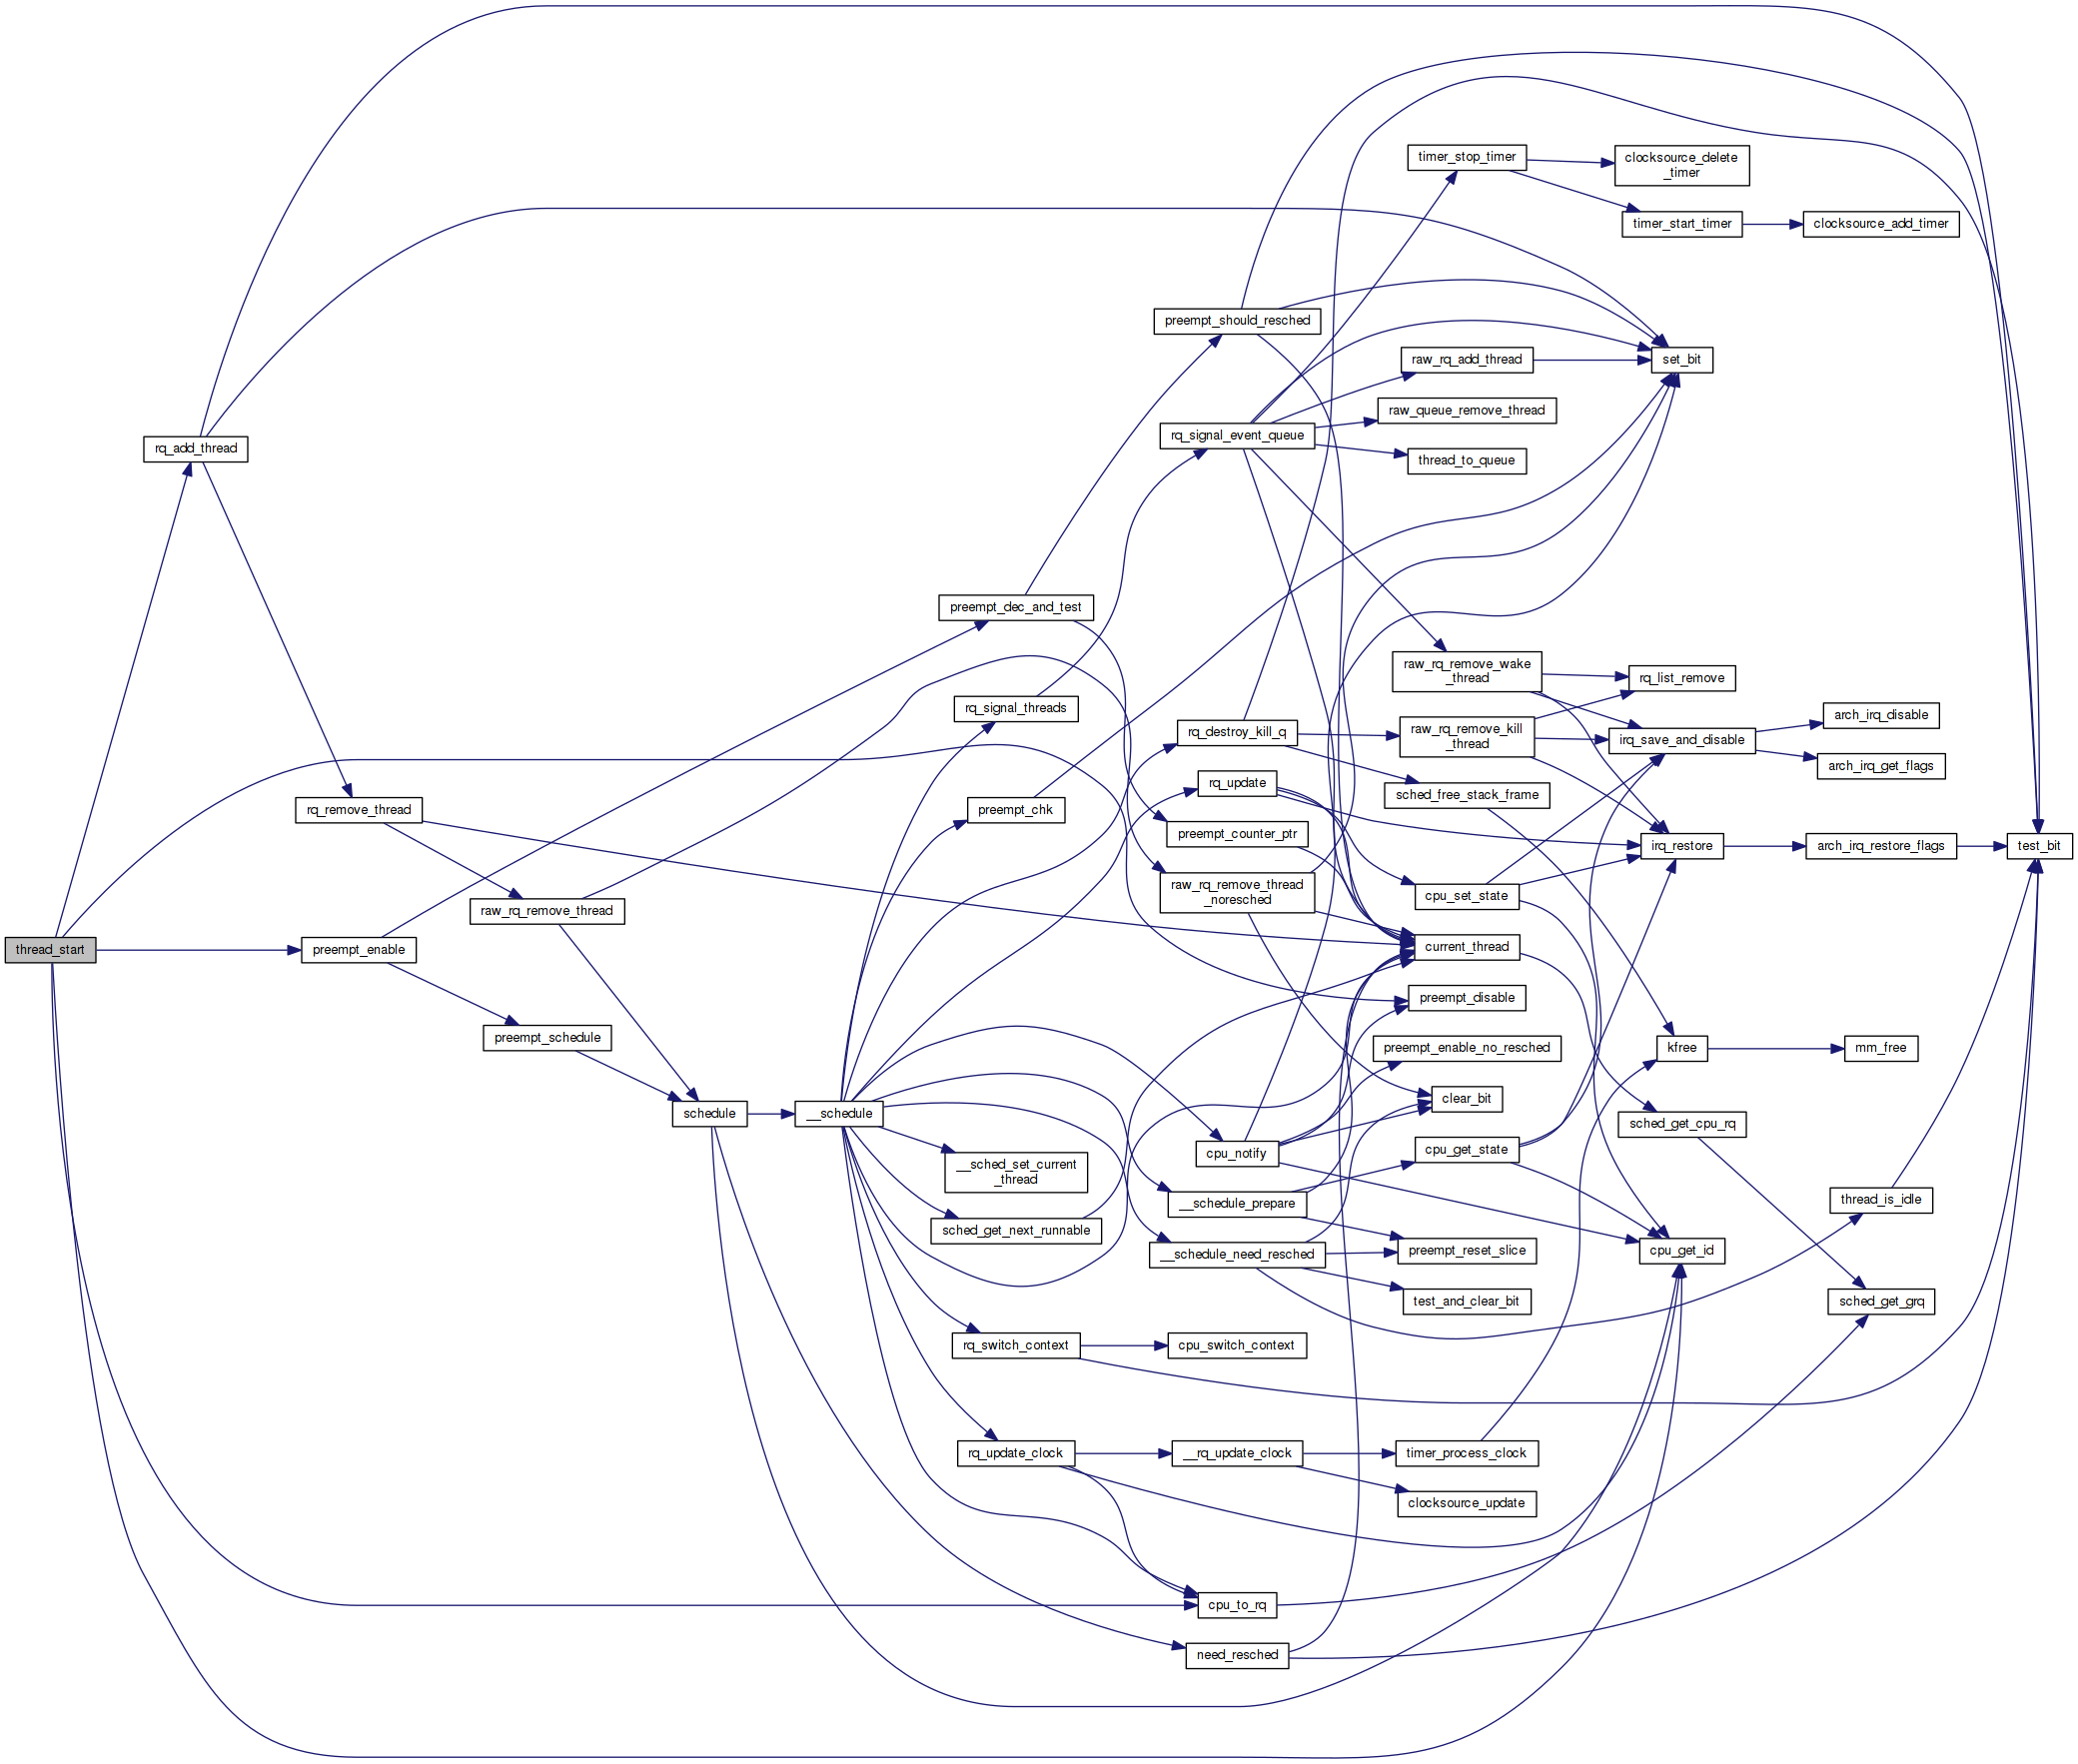 thread_start
rq_add_thread
preempt_enable
rq_remove_thread
raw_rq_remove_thread
preempt_schedule
schedule
__schedule
preempt_dec_and_test
rq_signal_threads
preempt_chk
__sched_set_current
_thread
sched_get_next_runnable
rq_switch_context
rq_update_clock
preempt_should_resched
rq_signal_event_queue
rq_destroy_kill_q
rq_update
preempt_counter_ptr
raw_rq_remove_thread
_noresched
cpu_notify
__schedule_prepare
__schedule_need_resched
cpu_switch_context
__rq_update_clock
cpu_to_rq
need_resched
timer_stop_timer
raw_rq_add_thread
raw_queue_remove_thread
thread_to_queue
raw_rq_remove_wake
_thread
raw_rq_remove_kill
_thread
sched_free_stack_frame
cpu_set_state
current_thread
preempt_disable
preempt_enable_no_resched
clear_bit
cpu_get_state
preempt_reset_slice
test_and_clear_bit
timer_process_clock
clocksource_update
clocksource_delete
_timer
timer_start_timer
set_bit
rq_list_remove
irq_save_and_disable
irq_restore
kfree
sched_get_cpu_rq
cpu_get_id
clocksource_add_timer
arch_irq_disable
arch_irq_get_flags
arch_irq_restore_flags
mm_free
thread_is_idle
sched_get_grq
test_bit